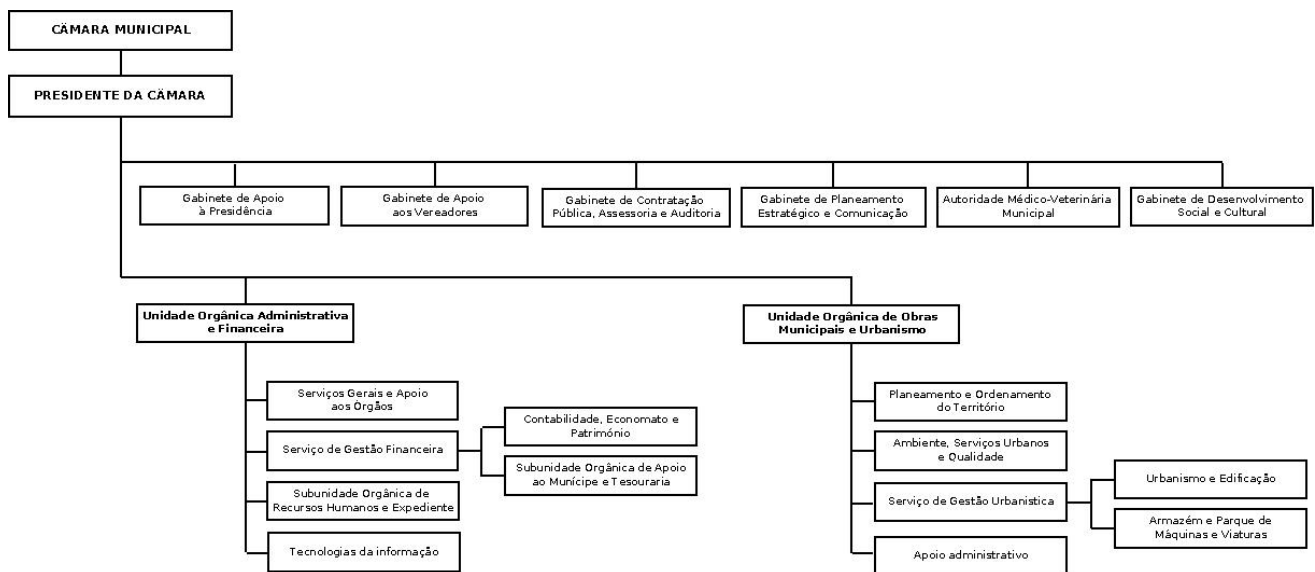 CÂMARA MUNICIPAL
PRESIDENTE DA CÂMARA
Gabinete de Apoio
à Presidência
Gabinete de Apoio
aos Vereadores
Gabinete de Contratação
Pública, Assessoria e Auditoria
Gabinete de Planeamento
Estratégico e Comunicação
Autoridade Médico-Veterinária
Municipal
Gabinete de Desenvolvimento
Social e Cultural
Unidade Orgânica Administrativa
e Financeira
Serviços Gerais e Apoio
aos Órgãos
Serviço de Gestão Financeira
Contabilidade, Economato e
Património
Subunidade Orgânica de Apoio
ao Munícipe e Tesouraria
Subunidade Orgânica de
Recursos Humanos e Expediente
Tecnologias da informação
Unidade Orgânica de Obras
Municipais e Urbanismo
Planeamento e Ordenamento
do Território
Ambiente, Serviços Urbanos
e Qualidade
Serviço de Gestão Urbanistica
Urbanismo e Edificação
Armazém e Parque de
Máquinas e Viaturas
Apoio administrativo